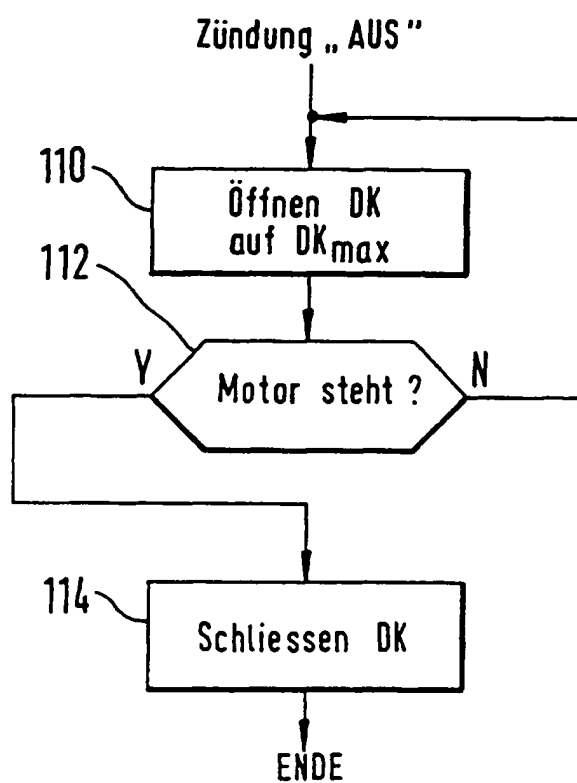 Zündung „AUS"
110
Öffnen DK
auf DKmax
112
Y
Motor steht ?
N
114
Schliessen DK
ENDE